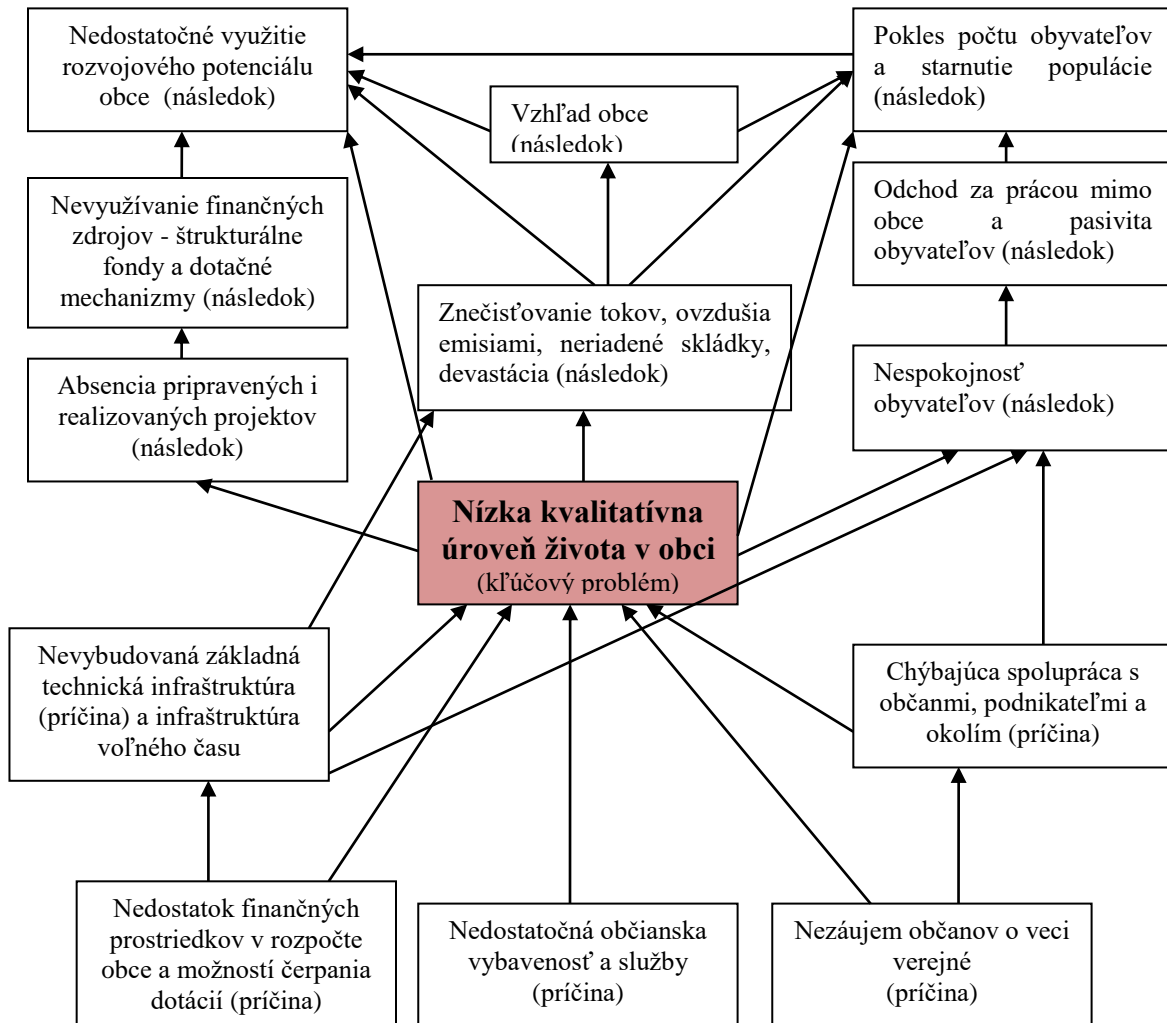 Nedostatočné využitie
rozvojového potenciálu
obce  (následok)
Pokles počtu obyvateľov
a starnutie populácie
(následok)
Vzhľad obce
(následok)
Nevyužívanie finančných
zdrojov - štrukturálne
fondy a dotačné
mechanizmy (následok)
Odchod za prácou mimo
obce a pasivita
obyvateľov (následok)
Znečisťovanie tokov, ovzdušia
emisiami, neriadené skládky,
devastácia (následok)
Absencia pripravených i
realizovaných projektov
(následok)
Nespokojnosť
obyvateľov (následok)
Nízka kvalitatívna
úroveň života v obci
(kľúčový problém)
Nevybudovaná základná
technická infraštruktúra
(príčina) a infraštruktúra
voľného času
Chýbajúca spolupráca s
občanmi, podnikateľmi a
okolím (príčina)
Nedostatok finančných
prostriedkov v rozpočte
obce a možností čerpania
dotácií (príčina)
Nedostatočná občianska
vybavenosť a služby
(príčina)
Nezáujem občanov o veci
verejné
(príčina)